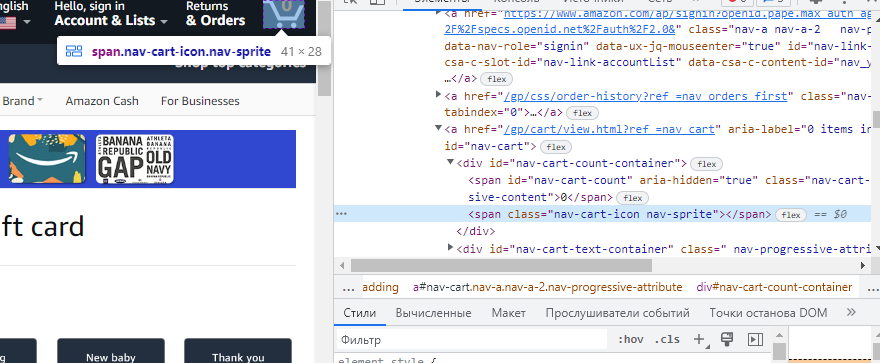 nglish
Hello, sign in
Account & Lists
Returns
& Orders
0
span.nav-cart-icon.nav-sprite 41 × 28
Shop top categories
Brand
Amazon Cash
For Businesses
BANANA REPUBLIC
GAP
ATHLETA
BANANA REPUBLIC
OLD NAVY
ft card
New baby
Thank you
<a href="https://www.amazon.com/ap/signin?openid.pape.max_auth_ag
2F%2Fspecs.openid.net%2Fauth%2F2.0&" class="nav-a nav-a-2 nav-p
data-nav-role="signin" data-ux-jq-mouseenter="true" id="nav-link-
csa-c-slot-id="nav-link-accountList" data-csa-c-content-id="nav_y
…</a> flex
<a href="/gp/css/order-history?ref_=nav_orders_first" class="nav-
tabindex="0">…</a> flex
<a href="/gp/cart/view.html?ref_=nav_cart" aria-label="0 items in
id="nav-cart"> flex
<div id="nav-cart-count-container"> flex
<span id="nav-cart-count" aria-hidden="true" class="nav-cart-
sive-content">0</span> flex
… <span class="nav-cart-icon nav-sprite"></span> flex == $0
</div>
<div id="nav-cart-text-container" class=" nav-progressive-attri
… adding a#nav-cart.nav-a.nav-a-2.nav-progressive-attribute div#nav-cart-count-container …
Стили Вычисленные Макет Прослушиватели событий Точки останова DOM »
Фильтр :hov .cls +
element.style {